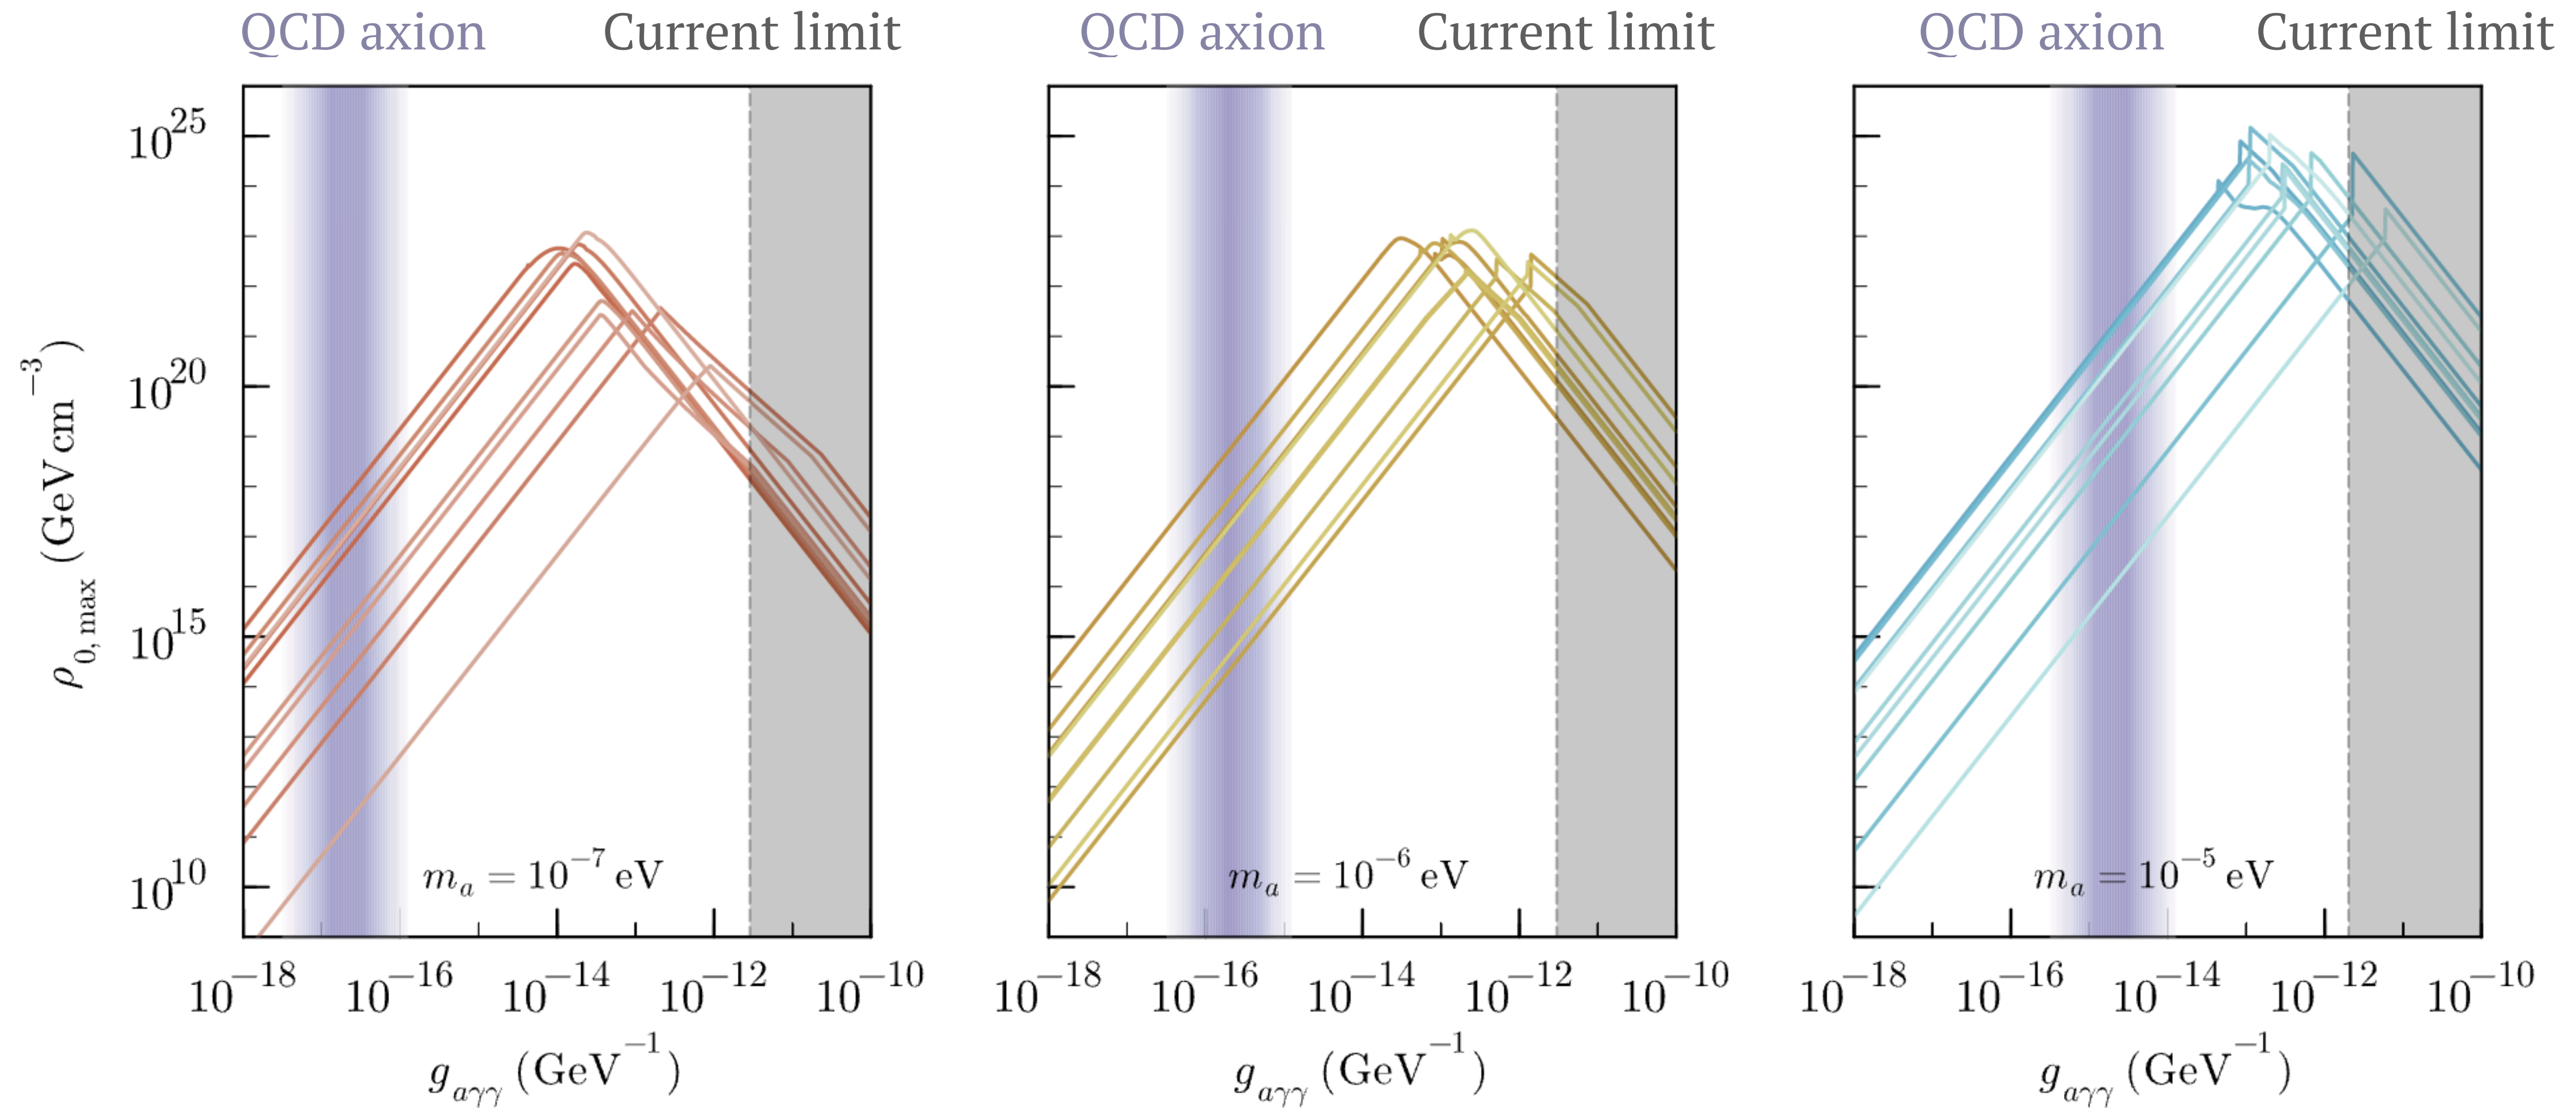 QCD axion Current limit QCD axion Current limit QCD axion Current limit
10^25
10^20
10^15
10^10
ρ_0, max (GeV cm^−3)
m_a = 10^−7 eV m_a = 10^−6 eV m_a = 10^−5 eV
10^−18 10^−16 10^−14 10^−12 10^−10 10^−18 10^−16 10^−14 10^−12 10^−10 10^−18 10^−16 10^−14 10^−12 10^−10
g_aγγ (GeV^−1) g_aγγ (GeV^−1) g_aγγ (GeV^−1)